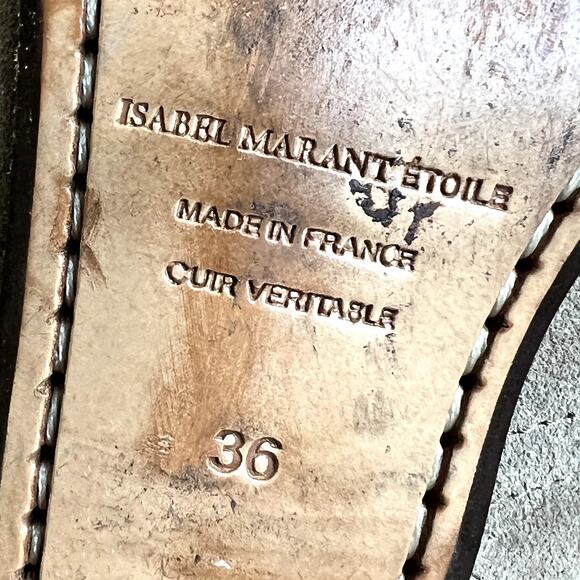 ISABEL MARANT ÉTOILE
MADE IN FRANCE
CUIR VERITABLE
36